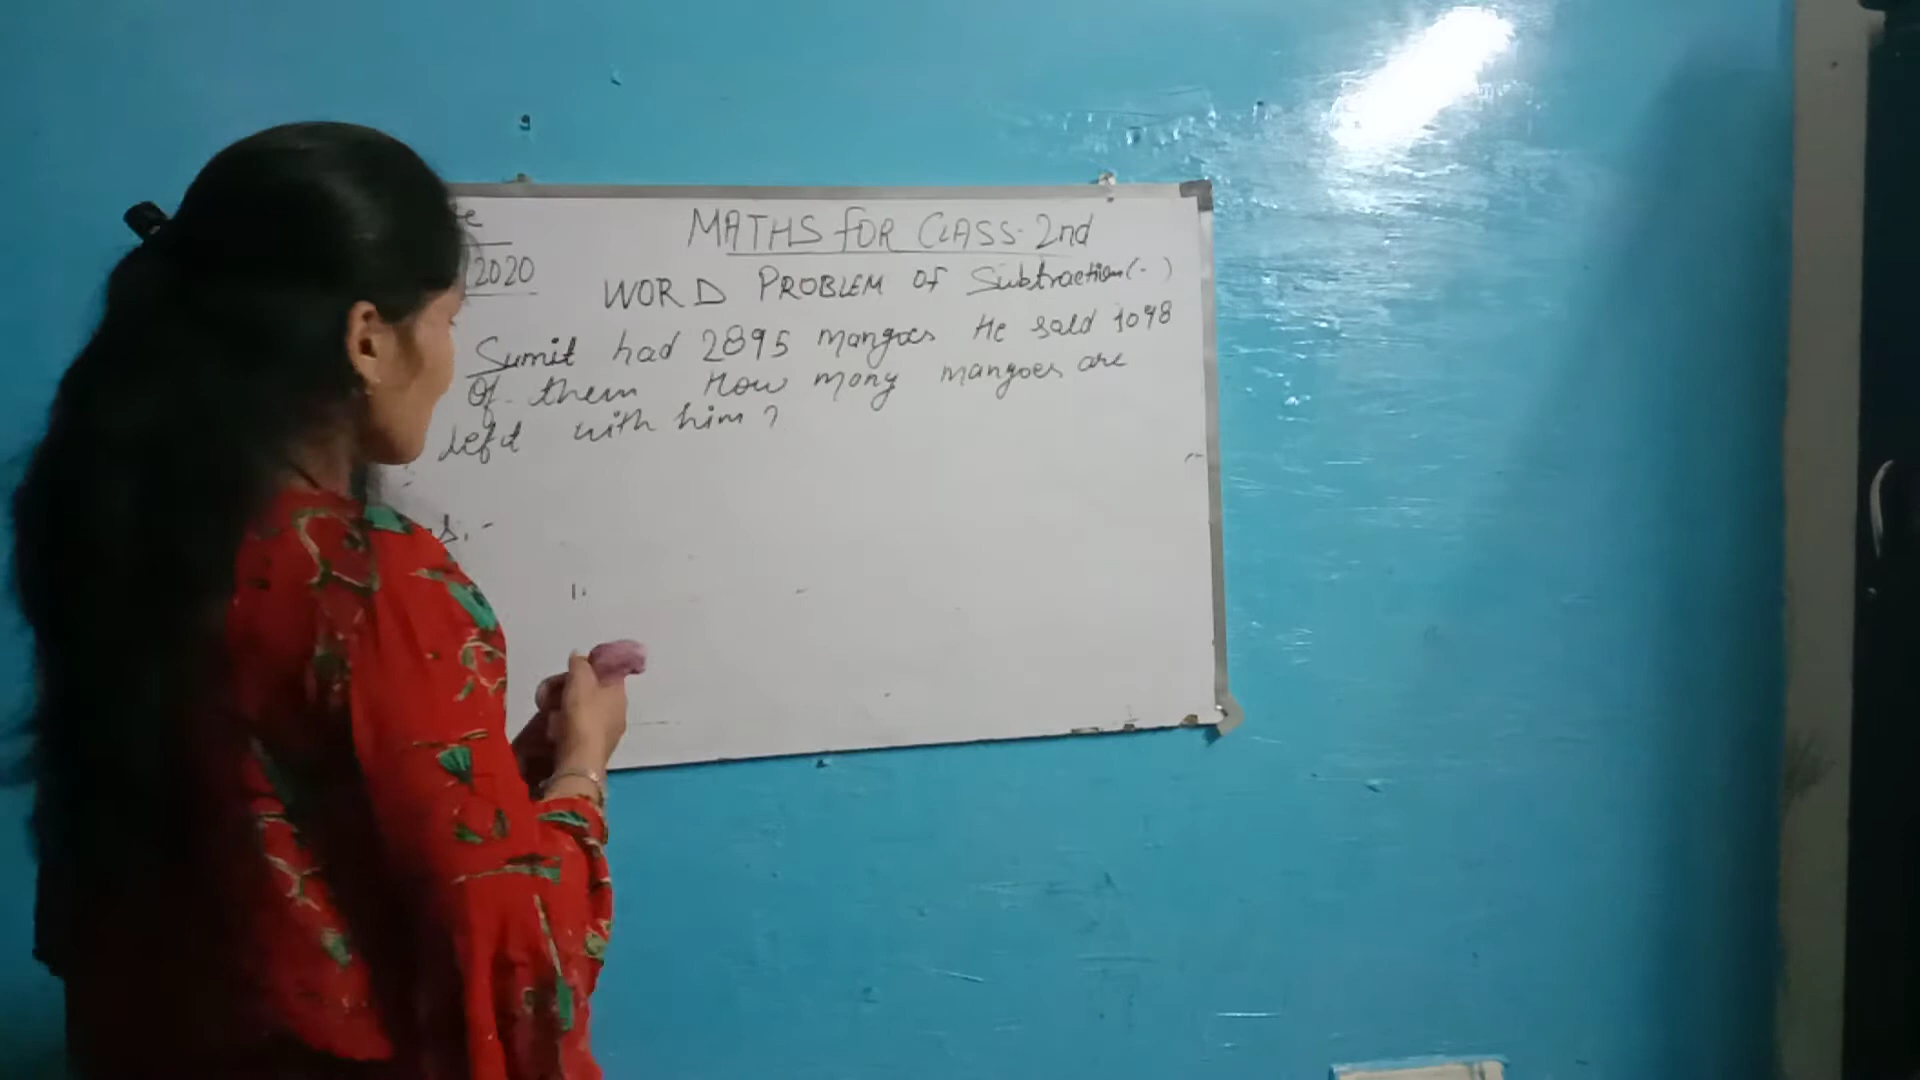 MATHS FOR CLASS-2nd
2020
WORD PROBLEM OF Subtraction(-)
Sumit had 2895 mangoes He sold 1098
Of them How many mangoes are
left with him?